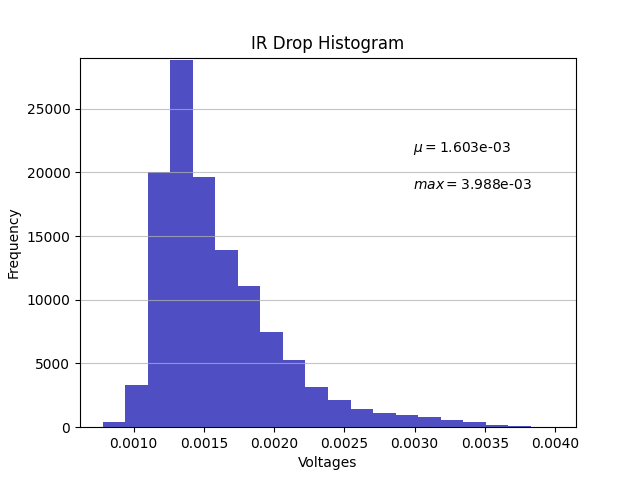 IR Drop Histogram
25000
20000
15000
10000
5000
0
Frequency
μ = 1.603e-03
max = 3.988e-03
0.0010 0.0015 0.0020 0.0025 0.0030 0.0035 0.0040
Voltages